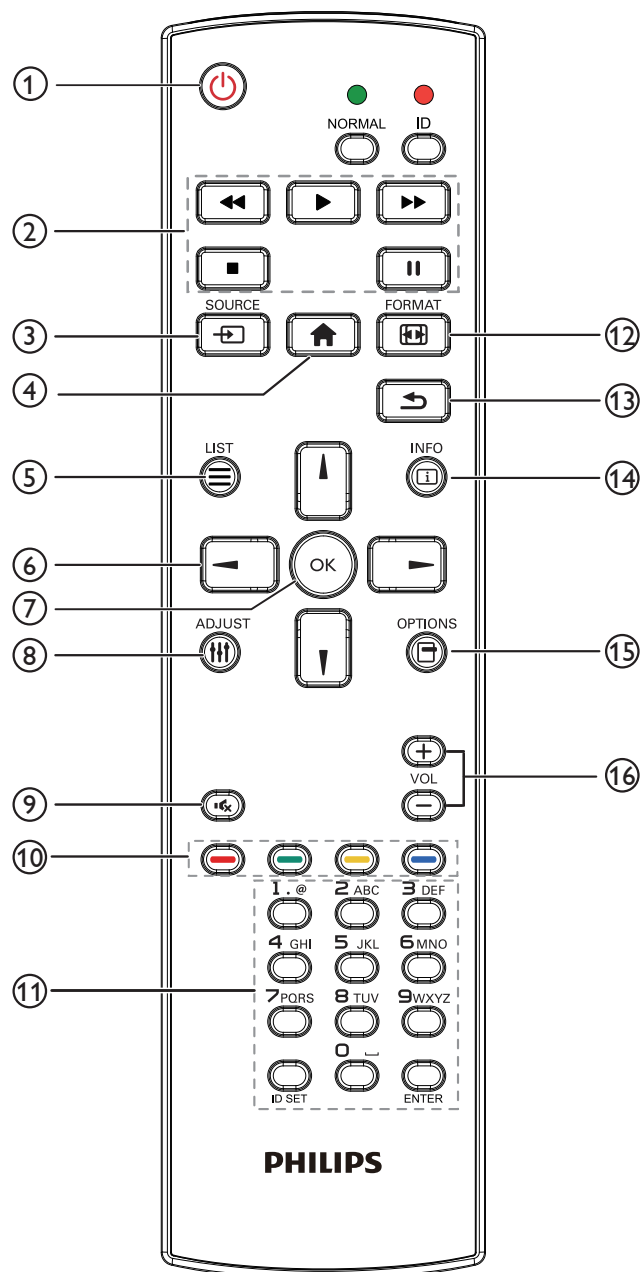 1
NORMAL ID
2
SOURCE FORMAT
3 12
4 13
LIST INFO
5 14
6 OK
7
ADJUST OPTIONS
8 15
VOL 16
9
10
1 . @ 2 ABC 3 DEF
4 GHI 5 JKL 6 MNO
11
7 PQRS 8 TUV 9 WXYZ
0 ⎵
ID SET ENTER
PHILIPS